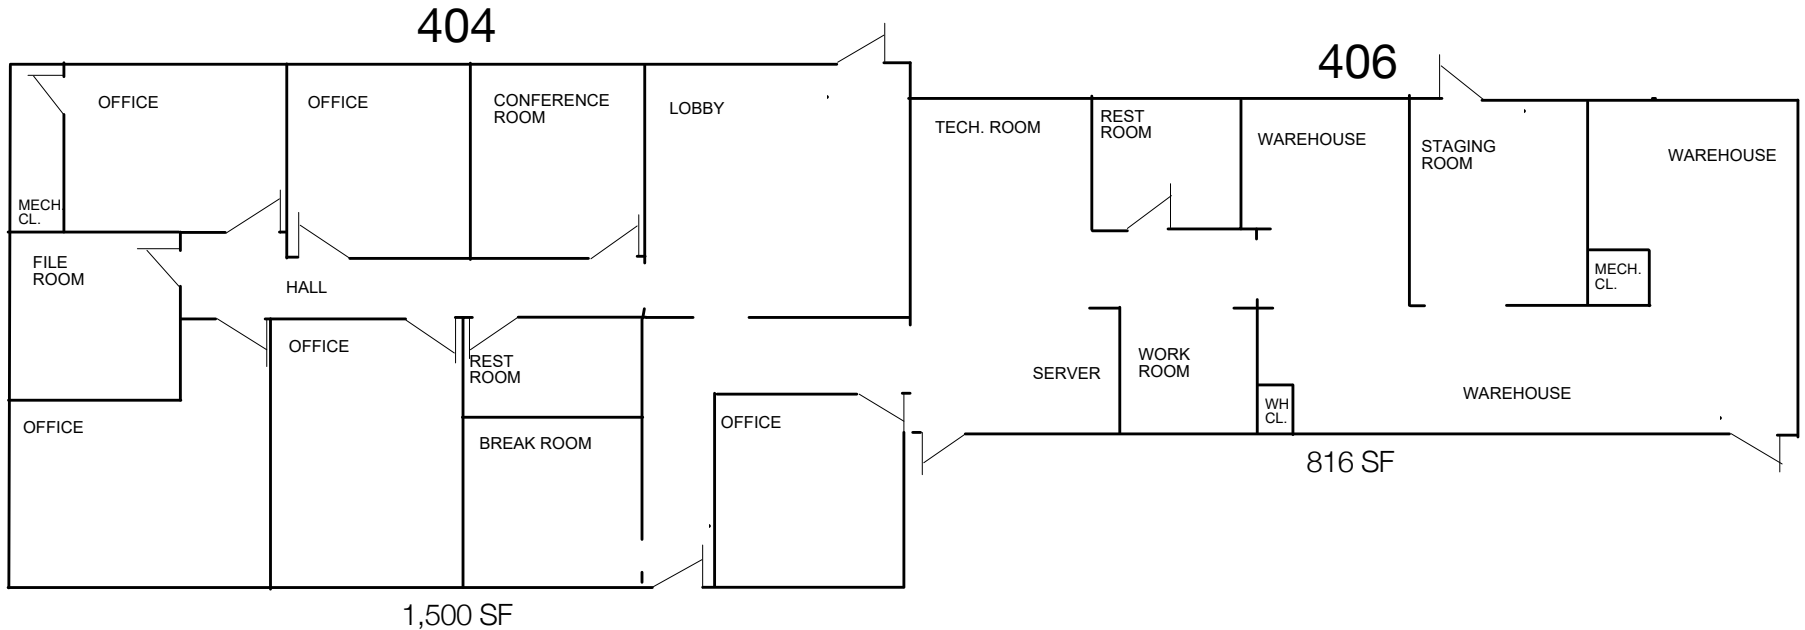 404
406
OFFICE
OFFICE
CONFERENCE
ROOM
LOBBY
TECH. ROOM
REST
ROOM
WAREHOUSE
STAGING
ROOM
WAREHOUSE
MECH.
CL.
FILE
ROOM
HALL
MECH.
CL.
OFFICE
REST
ROOM
SERVER
WORK
ROOM
WH
CL.
WAREHOUSE
OFFICE
BREAK ROOM
OFFICE
816 SF
1,500 SF